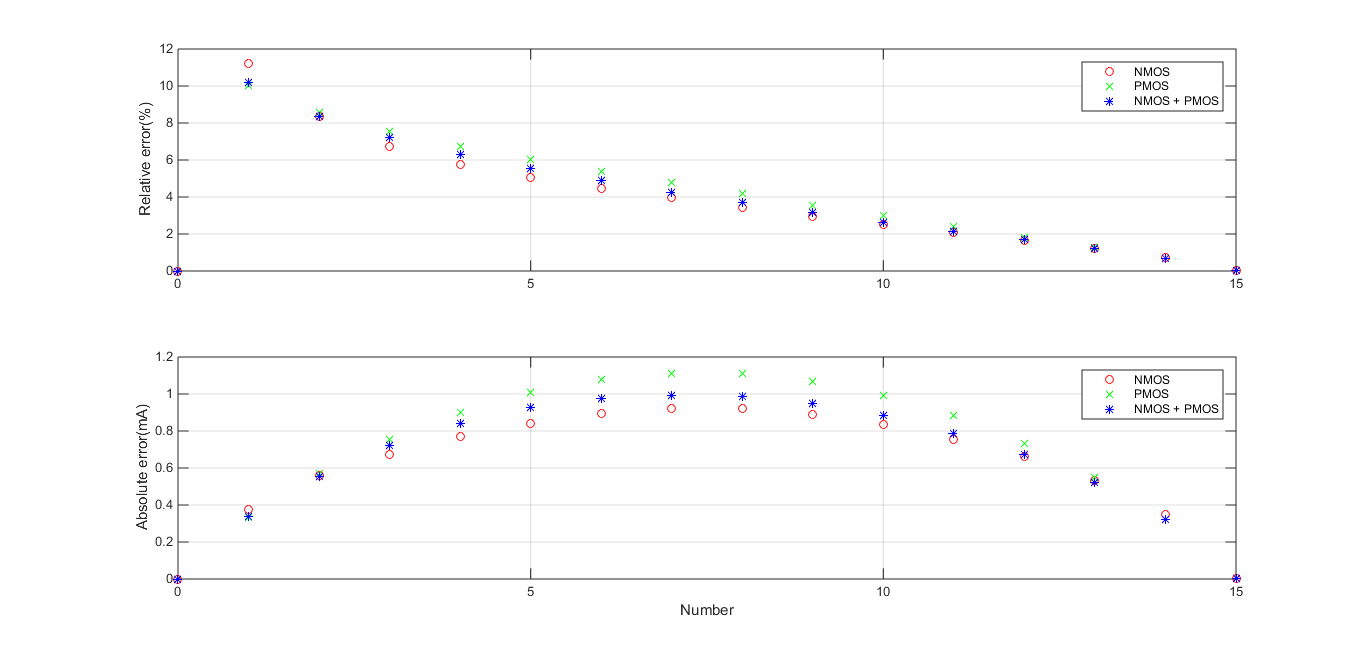 12
10
8
6
4
2
0
Relative error(%)
0
5
10
15
NMOS
PMOS
NMOS + PMOS
1.2
1
0.8
0.6
0.4
0.2
0
Absolute error(mA)
0
5
10
15
Number
NMOS
PMOS
NMOS + PMOS